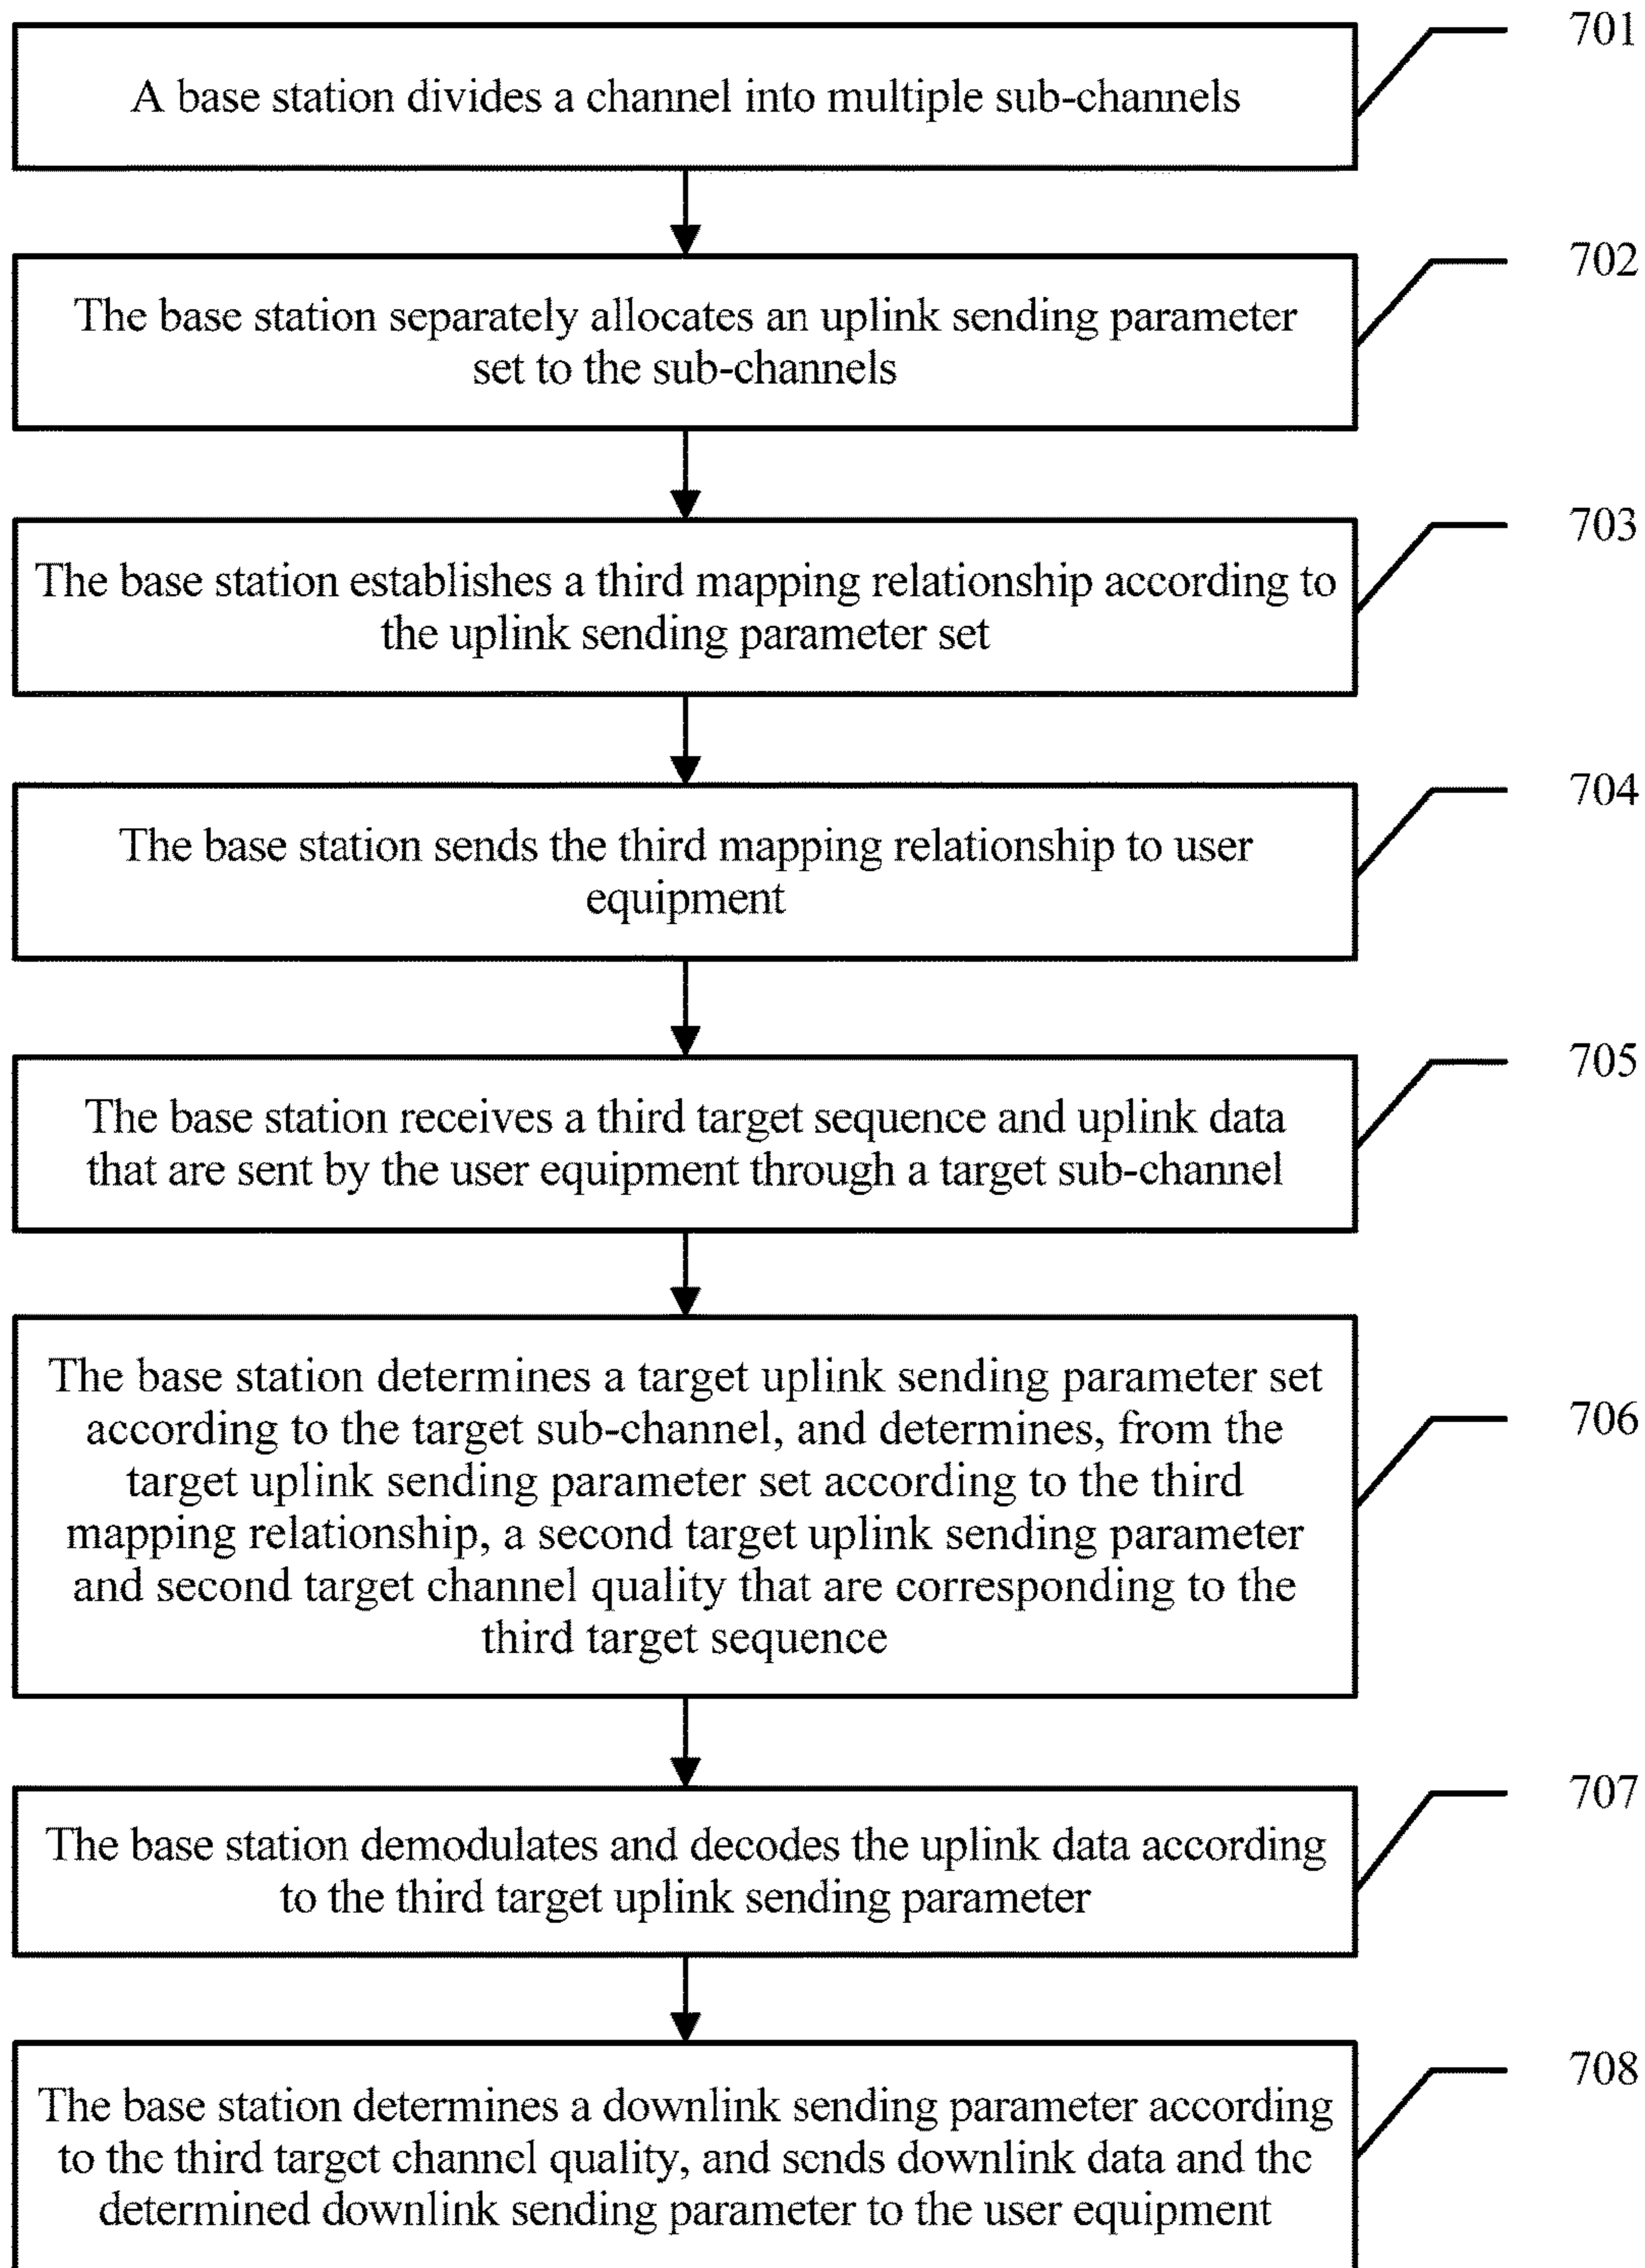 701
A base station divides a channel into multiple sub-channels
702
The base station separately allocates an uplink sending parameter
set to the sub-channels
703
The base station establishes a third mapping relationship according to
the uplink sending parameter set
704
The base station sends the third mapping relationship to user
equipment
705
The base station receives a third target sequence and uplink data
that are sent by the user equipment through a target sub-channel
706
The base station determines a target uplink sending parameter set
according to the target sub-channel, and determines, from the
target uplink sending parameter set according to the third
mapping relationship, a second target uplink sending parameter
and second target channel quality that are corresponding to the
third target sequence
707
The base station demodulates and decodes the uplink data according
to the third target uplink sending parameter
708
The base station determines a downlink sending parameter according
to the third target channel quality, and sends downlink data and the
determined downlink sending parameter to the user equipment